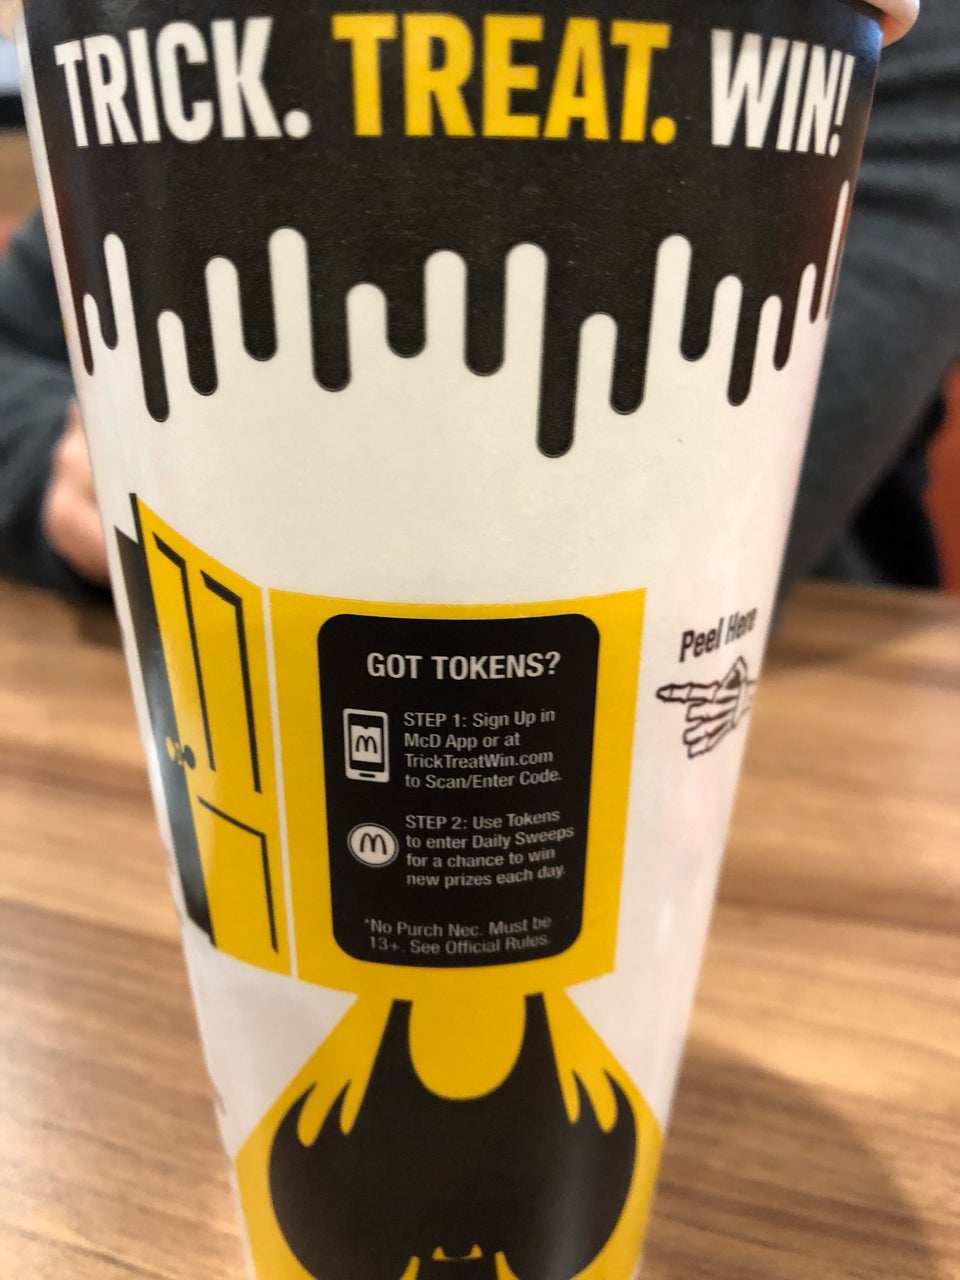 TRICK. TREAT. WIN!
Peel Here
GOT TOKENS?
STEP 1: Sign Up in
McD App or at
TrickTreatWin.com
to Scan/Enter Code.
STEP 2: Use Tokens
to enter Daily Sweeps
for a chance to win
new prizes each day.
*No Purch Nec. Must be
13+. See Official Rules.